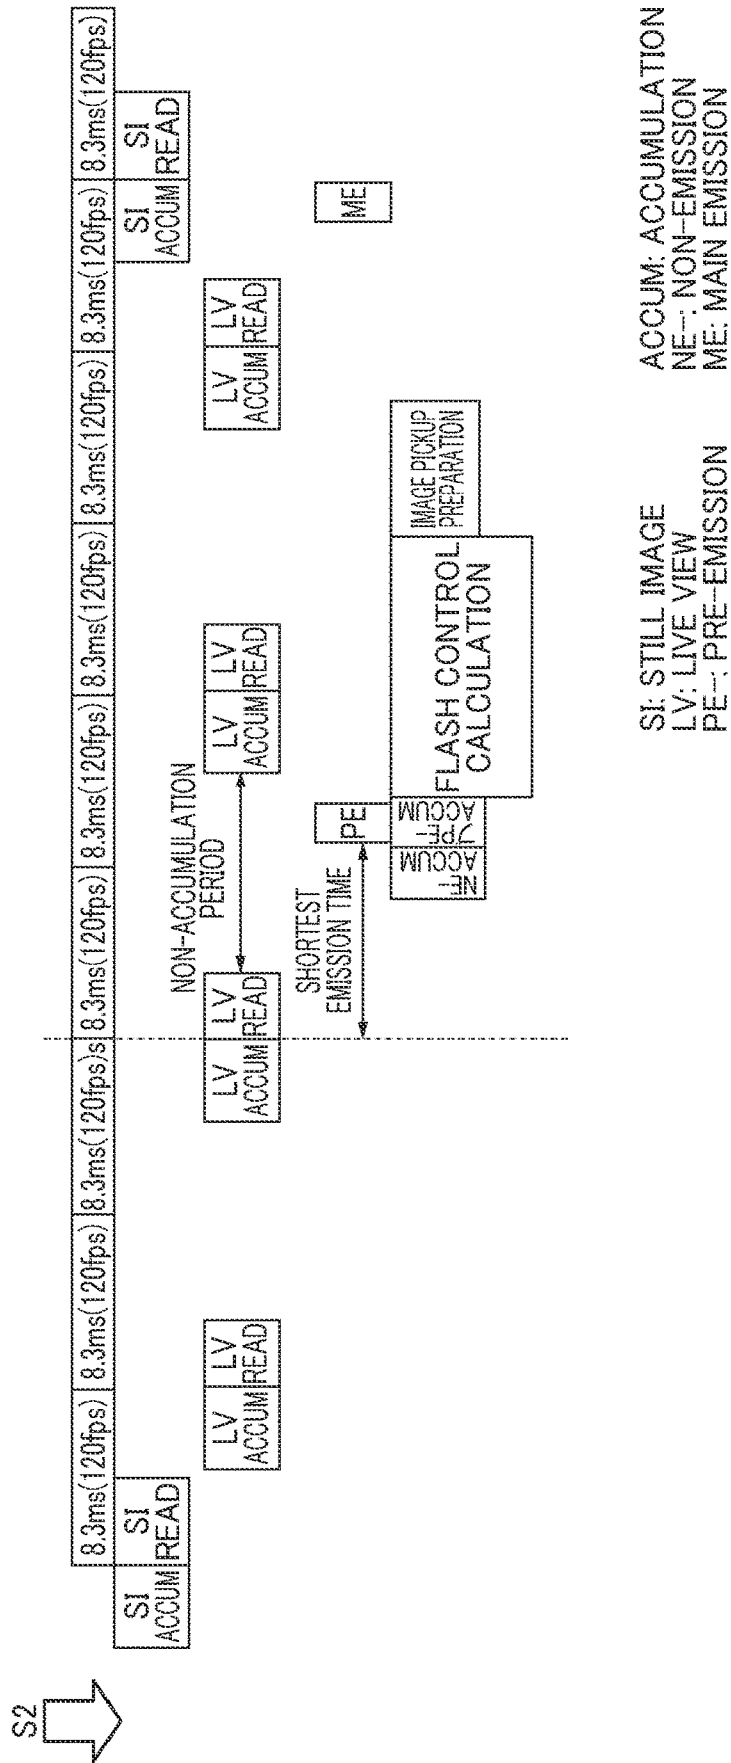 S2
8.3ms(120fps)
8.3ms(120fps)
8.3ms(120fps)s
8.3ms(120fps)
8.3ms(120fps)
8.3ms(120fps)
8.3ms(120fps)
8.3ms(120fps)
8.3ms(120fps)
SI
ACCUM
SI
READ
SI
ACCUM
SI
READ
LV
ACCUM
LV
READ
LV
ACCUM
LV
READ
NON-ACCUMULATION
PERIOD
LV
ACCUM
LV
READ
LV
ACCUM
LV
READ
SHORTEST
EMISSION TIME
PE
ME
NE-
ACCUM
PE-
ACCUM
FLASH CONTROL
CALCULATION
IMAGE PICKUP
PREPARATION
SI: STILL IMAGE
LV: LIVE VIEW
PE-: PRE-EMISSION
ACCUM: ACCUMULATION
NE-: NON-EMISSION
ME: MAIN EMISSION